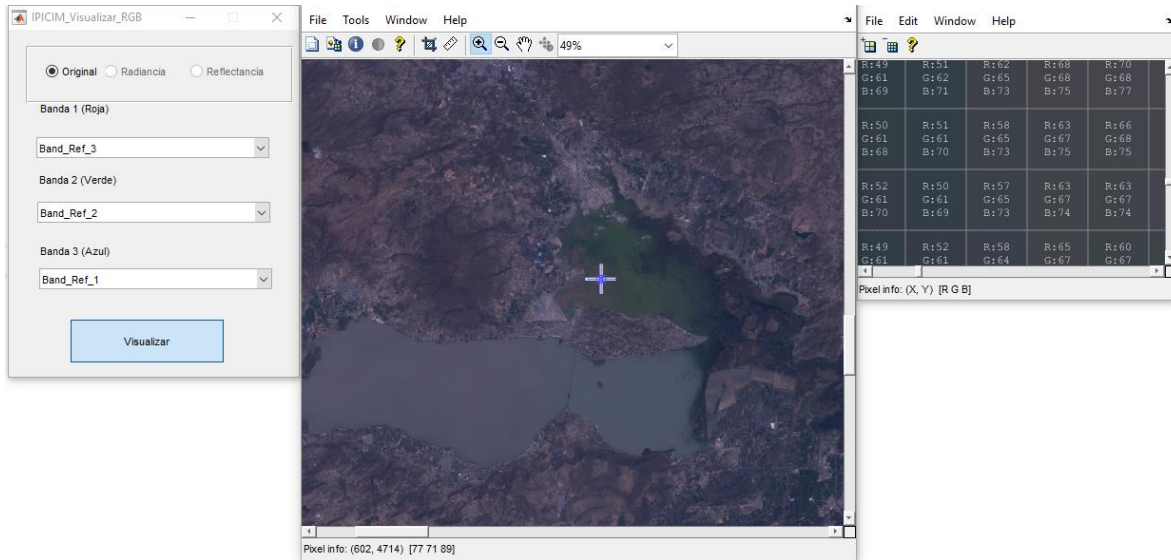 IPICIM_Visualizar_RGB
Original Radiancia Reflectancia
Banda 1 (Roja)
Band_Ref_3
Banda 2 (Verde)
Band_Ref_2
Banda 3 (Azul)
Band_Ref_1
Visualizar
File Tools Window Help
49%
Pixel info: (602, 4714) [77 71 89]
File Edit Window Help
R:49 R:51 R:62 R:68 R:70
G:61 G:62 G:65 G:68 G:68
B:69 B:71 B:73 B:75 B:77
R:50 R:51 R:58 R:63 R:66
G:61 G:61 G:65 G:67 G:68
B:68 B:70 B:73 B:75 B:75
R:52 R:50 R:57 R:63 R:63
G:61 G:61 G:65 G:67 G:67
B:70 B:69 B:73 B:74 B:74
R:49 R:52 R:58 R:65 R:60
G:61 G:61 G:64 G:67 G:67
Pixel info: (X, Y) [R G B]